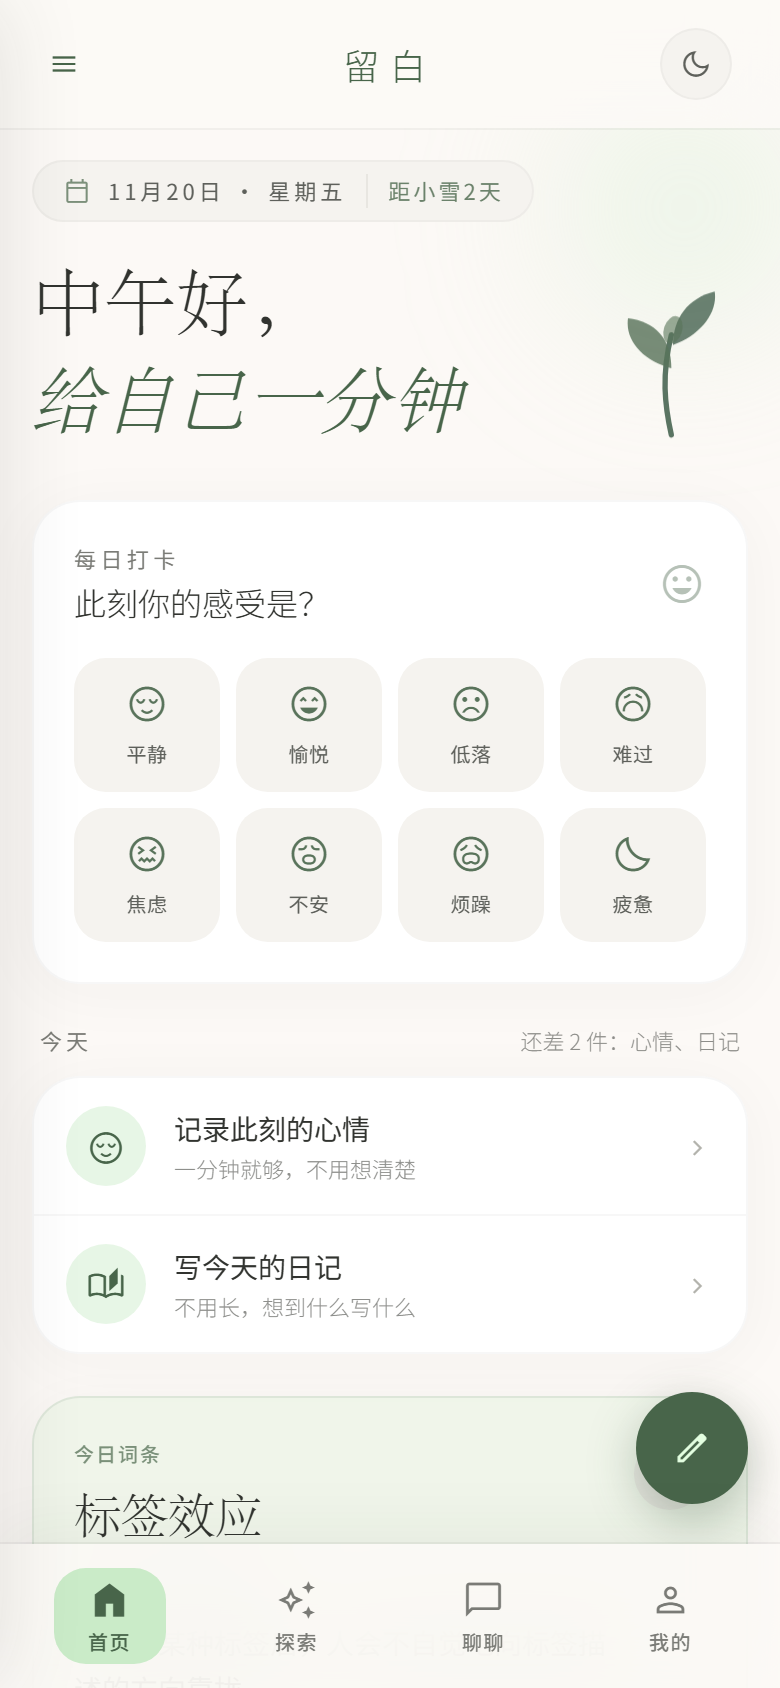 留白
11月20日 · 星期五 距小雪2天
中午好，
给自己一分钟
每日打卡
此刻你的感受是？
平静 愉悦 低落 难过
焦虑 不安 烦躁 疲惫
今天 还差 2 件：心情、日记
记录此刻的心情
一分钟就够，不用想清楚
写今天的日记
不用长，想到什么写什么
今日词条
标签效应
首页 探索 聊聊 我的